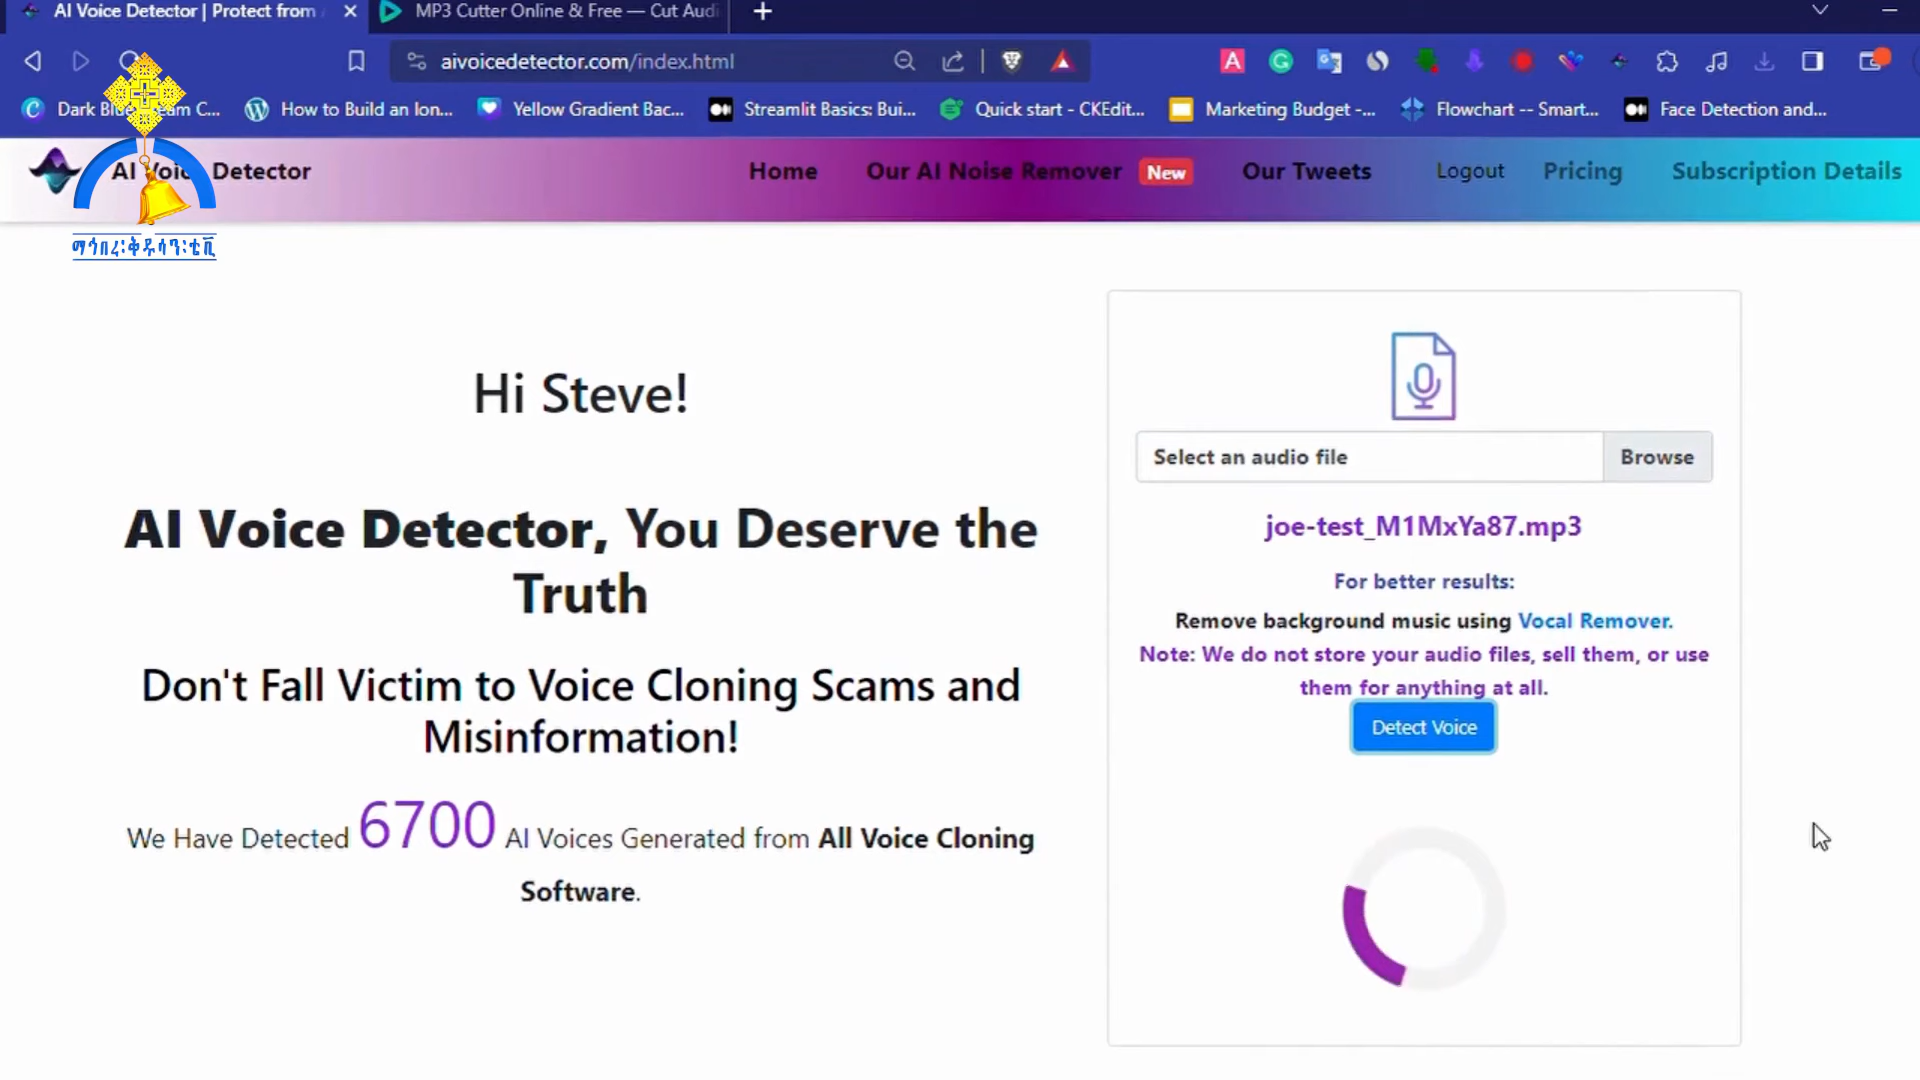 AI Voice Detector | Protect from
MP3 Cutter Online & Free — Cut Audi
aivoicedetector.com/index.html
How to Build an Ion...
Yellow Gradient Bac...
Streamlit Basics: Bui...
Quick start - CKEdit...
Marketing Budget -...
Flowchart -- Smart...
Face Detection and...
AI Voice Detector
Home
Our AI Noise Remover
New
Our Tweets
Logout
Pricing
Subscription Details
ማኅበረ፡ቅዱሳን፡ቴቪ
Hi Steve!
AI Voice Detector, You Deserve the
Truth
Don't Fall Victim to Voice Cloning Scams and
Misinformation!
We Have Detected 6700 AI Voices Generated from All Voice Cloning
Software.
Select an audio file
Browse
joe-test_M1MxYa87.mp3
For better results:
Remove background music using Vocal Remover.
Note: We do not store your audio files, sell them, or use
them for anything at all.
Detect Voice